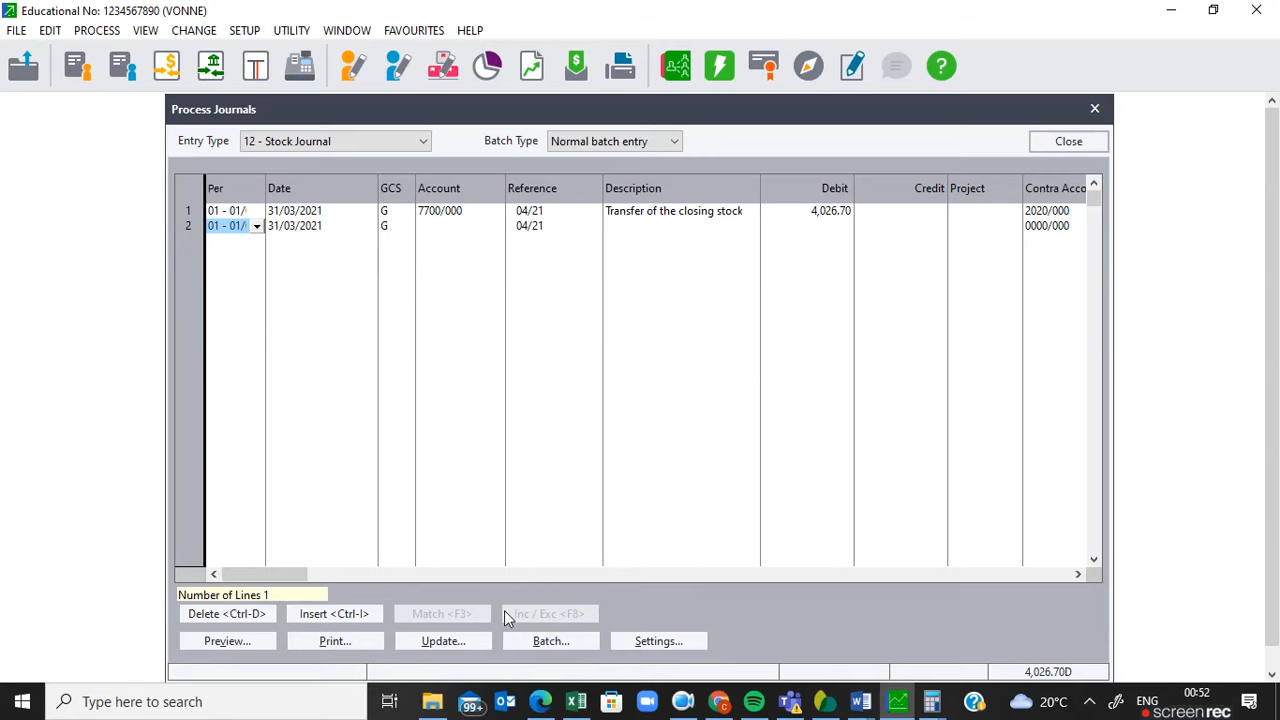 Educational No: 1234567890 (VONNE)
FILE EDIT PROCESS VIEW CHANGE SETUP UTILITY WINDOW FAVOURITES HELP
Process Journals
Entry Type 12 - Stock Journal Batch Type Normal batch entry Close
Per Date GCS Account Reference Description Debit Credit Project Contra Acco
1 01 - 01/ 31/03/2021 G 7700/000 04/21 Transfer of the closing stock 4,026.70 2020/000
2 01 - 01/ 31/03/2021 G 04/21 0000/000
Number of Lines 1
Delete <Ctrl-D> Insert <Ctrl-I> Match <F3> Inc / Exc <F8>
Preview... Print... Update... Batch... Settings...
4,026.70D
Type here to search 99+ 20°C ENG 00:52
screenrec